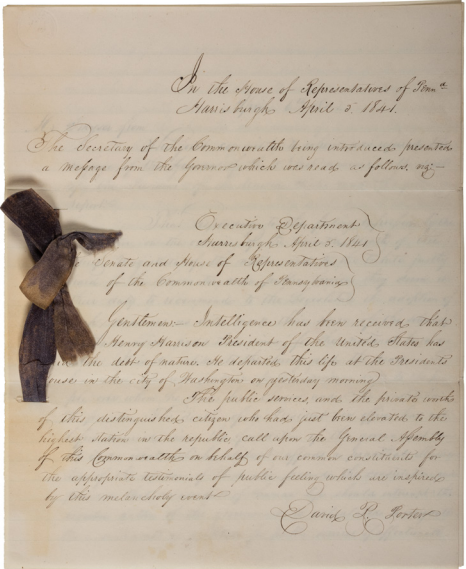 In the House of Representatives of Penna
Harrisburgh April 5. 1841.
The Secretary of the Commonwealth being introduced presented
a message from the Governor which was read as follows, viz:—
Executive Department
Harrisburgh April 5. 1841
the Senate and House of Representatives
of the Commonwealth of Pennsylvania
Gentlemen:— Intelligence has been received that
Henry Harrison President of the United States has
the debt of nature. He departed this life at the Presidents
ouse in the city of Washington on yesterday morning
The public services and the private worth
of this distinguished citizen who had just been elevated to the
highest station in the republic call upon the General Assembly
of this Commonwealth on behalf of our common constituents for
the appropriate testimonials of public feeling which are inspired
by this melancholy event
David R. Porter